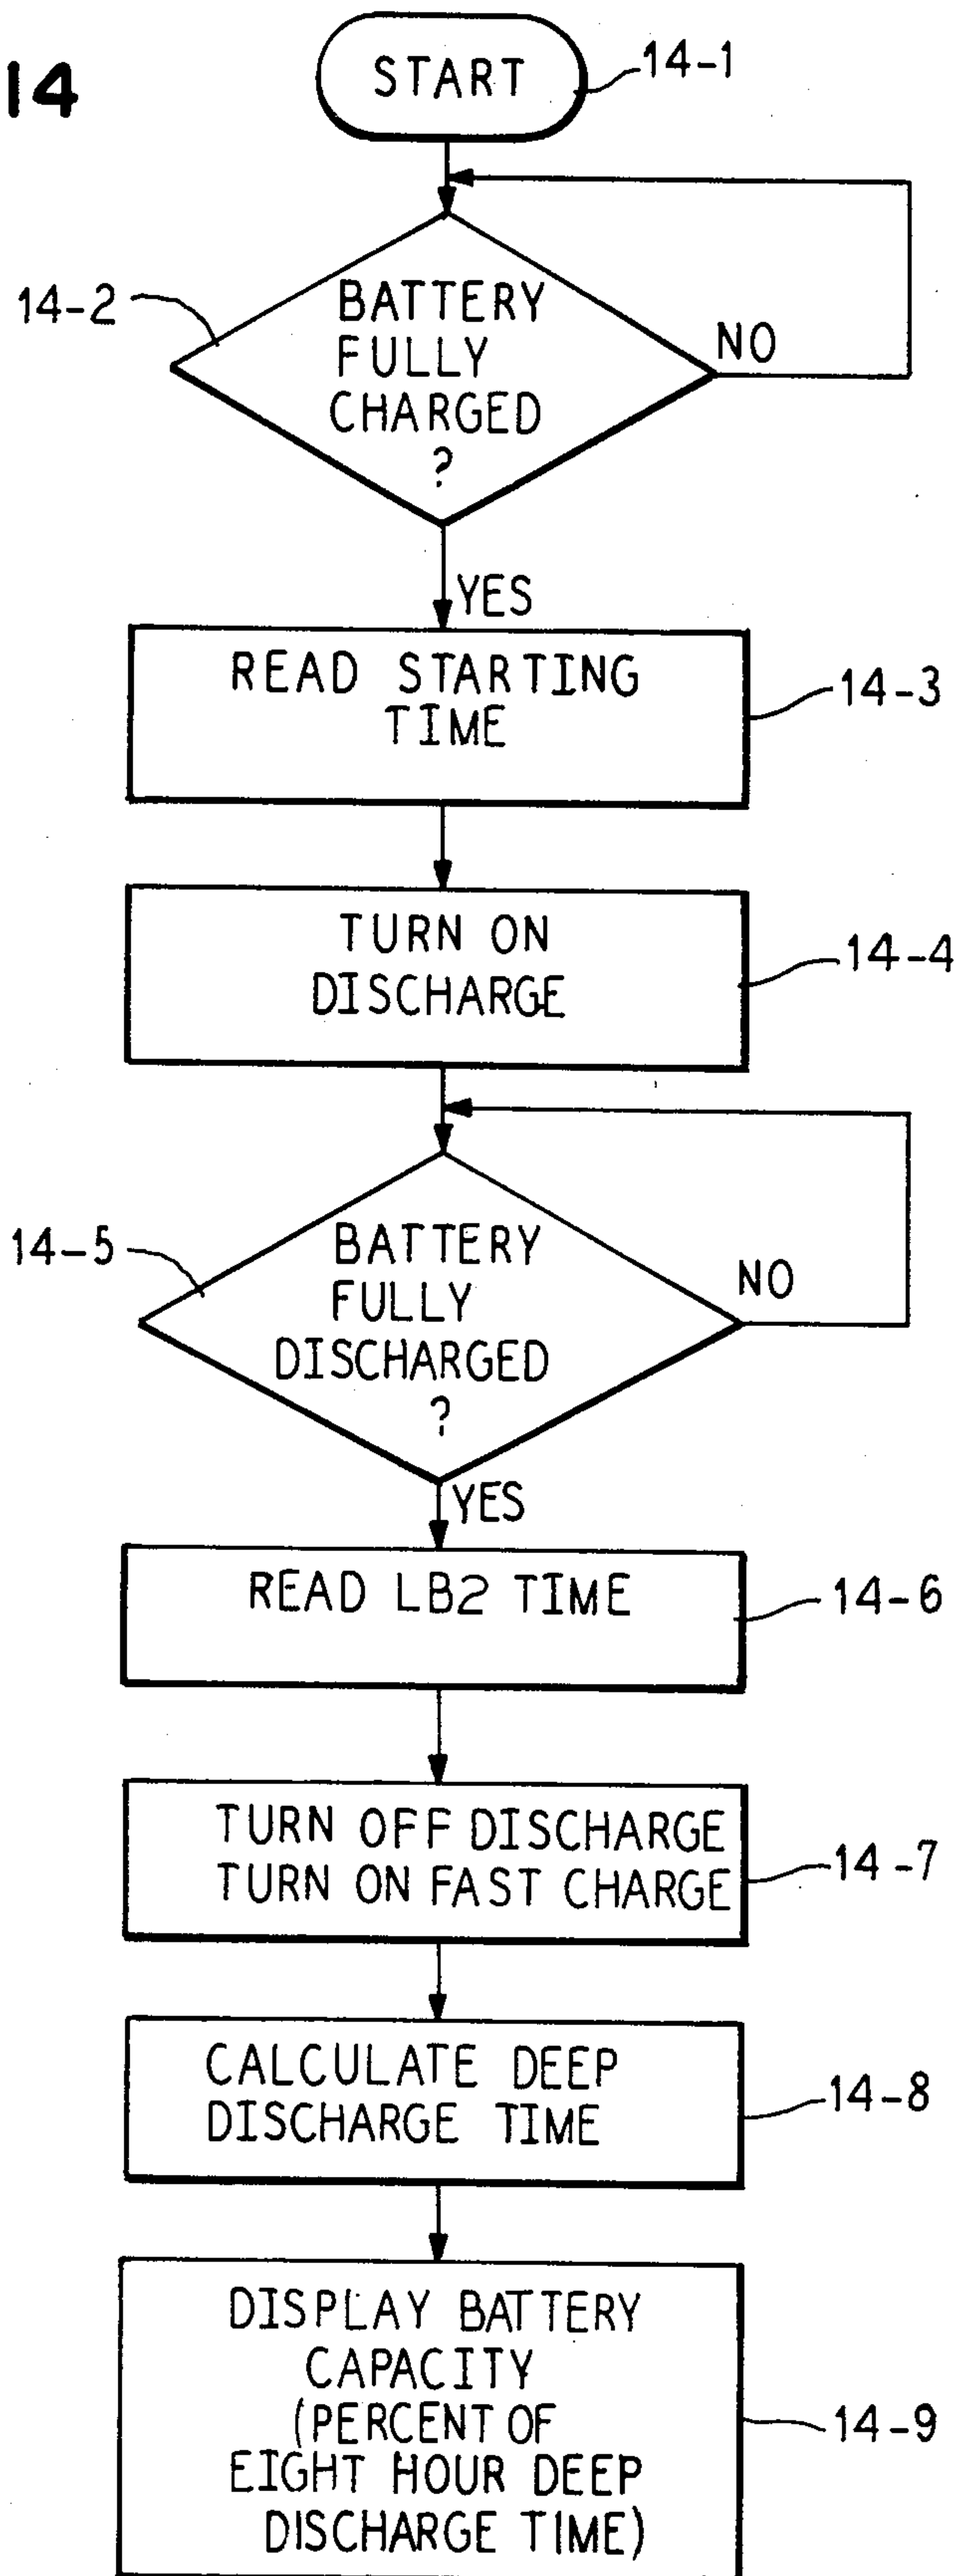 14
START
14-1
14-2
BATTERY
FULLY
CHARGED
?
NO
YES
READ STARTING
TIME
14-3
TURN ON
DISCHARGE
14-4
14-5
BATTERY
FULLY
DISCHARGED
?
NO
YES
READ LB2 TIME
14-6
TURN OFF DISCHARGE
TURN ON FAST CHARGE
14-7
CALCULATE DEEP
DISCHARGE TIME
14-8
DISPLAY BATTERY
CAPACITY
(PERCENT OF
EIGHT HOUR DEEP
DISCHARGE TIME)
14-9